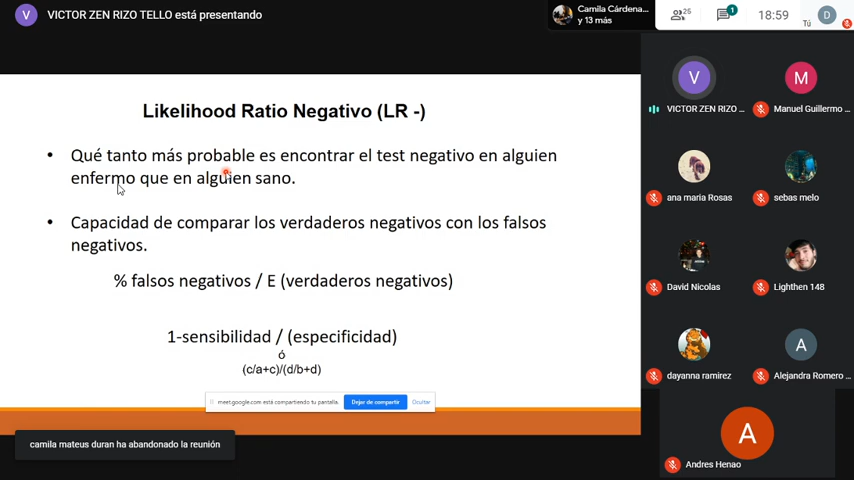 V
VICTOR ZEN RIZO TELLO está presentando
Camila Cárdena...
y 13 más
25
1
18:59
Tú
D
Likelihood Ratio Negativo (LR -)
• Qué tanto más probable es encontrar el test negativo en alguien
enfermo que en alguien sano.
• Capacidad de comparar los verdaderos negativos con los falsos
negativos.
% falsos negativos / E (verdaderos negativos)
1-sensibilidad / (especificidad)
ó
(c/a+c)/(d/b+d)
meet.google.com está compartiendo tu pantalla.
Dejar de compartir
Ocultar
camila mateus duran ha abandonado la reunión
V
VICTOR ZEN RIZO ...
M
Manuel Guillermo ...
ana maria Rosas
sebas melo
David Nicolas
Lighthen 148
dayanna ramirez
A
Alejandra Romero ...
A
Andres Henao